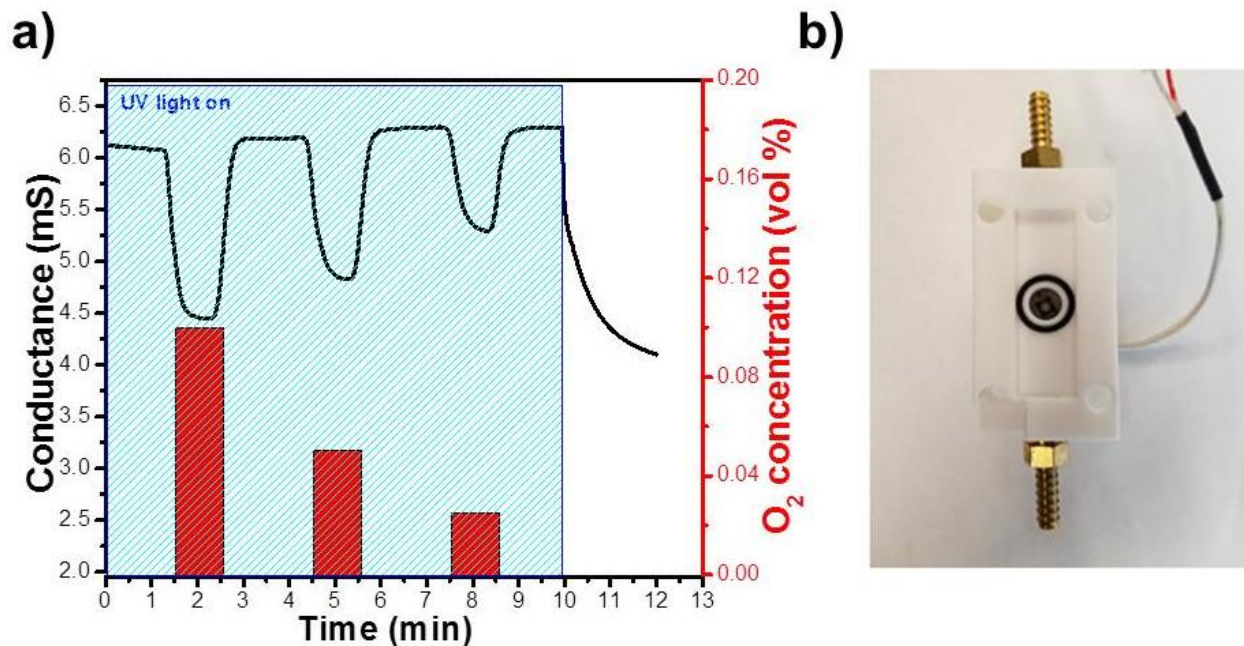 a)
b)
UV light on
6.5
6.0
5.5
5.0
4.5
4.0
3.5
3.0
2.5
2.0
Conductance (mS)
0.20
0.16
0.12
0.08
0.04
0.00
O₂ concentration (vol %)
0 1 2 3 4 5 6 7 8 9 10 11 12 13
Time (min)